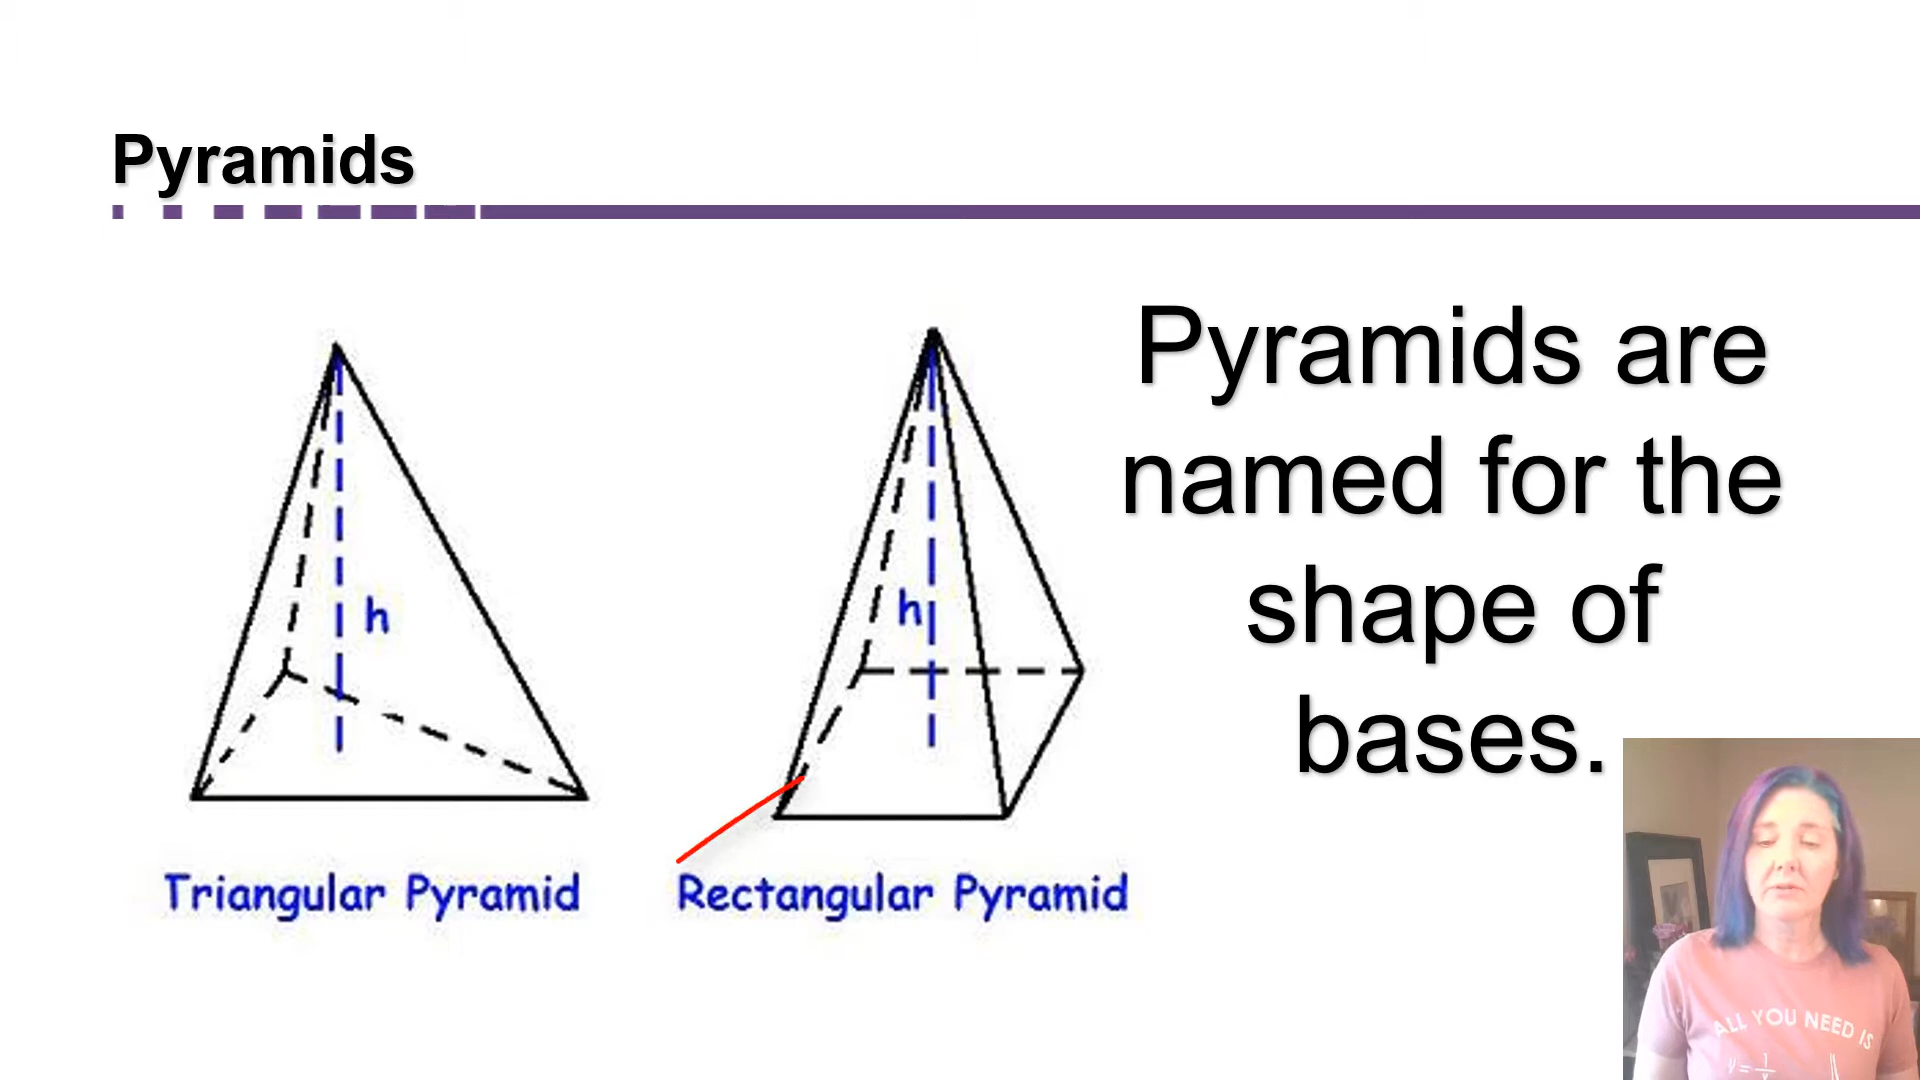 Pyramids
Pyramids are
named for the
shape of
bases.
h
h
Triangular Pyramid
Rectangular Pyramid
ALL YOU NEED IS